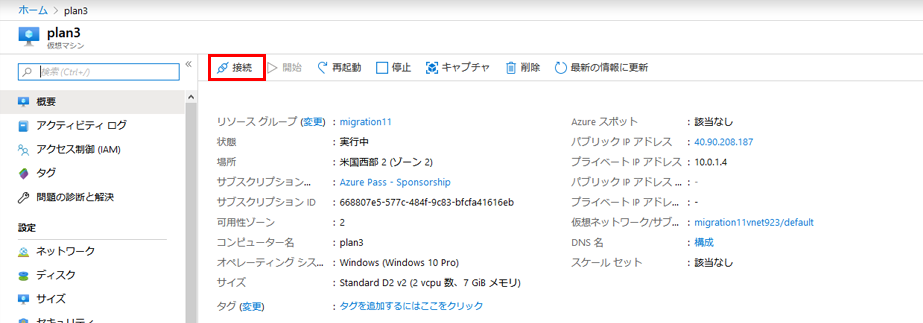 ホーム > plan3
plan3
仮想マシン
検索 (Ctrl+/)
«
接続
開始
再起動
停止
キャプチャ
削除
最新の情報に更新
概要
アクティビティ ログ
アクセス制御 (IAM)
タグ
問題の診断と解決
設定
ネットワーク
ディスク
サイズ
セキュリティ
リソース グループ (変更) : migration11
状態 : 実行中
場所 : 米国西部 2 (ゾーン 2)
サブスクリプション... : Azure Pass - Sponsorship
サブスクリプション ID : 668807e5-577c-484f-9c83-bfcfa41616eb
可用性ゾーン : 2
コンピューター名 : plan3
オペレーティング シス... : Windows (Windows 10 Pro)
サイズ : Standard D2 v2 (2 vcpu 数、7 GiB メモリ)
タグ (変更) : タグを追加するにはここをクリック
Azure スポット : 該当なし
パブリック IP アドレス : 40.90.208.187
プライベート IP アドレス : 10.0.1.4
パブリック IP アドレス ... : -
プライベート IP アドレ... : -
仮想ネットワーク/サブ... : migration11vnet923/default
DNS 名 : 構成
スケール セット : 該当なし